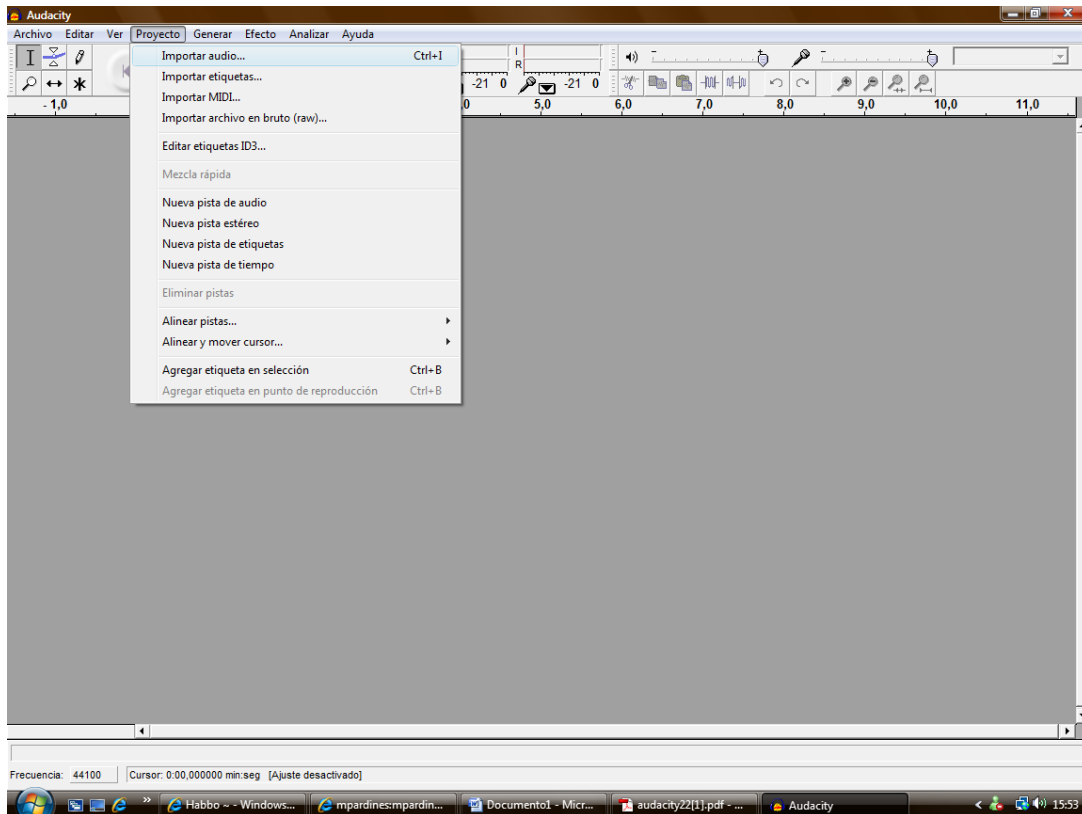 Audacity
Archivo Editar Ver Proyecto Generar Efecto Analizar Ayuda
Importar audio... Ctrl+I
Importar etiquetas...
Importar MIDI...
Importar archivo en bruto (raw)...
Editar etiquetas ID3...
Mezcla rápida
Nueva pista de audio
Nueva pista estéreo
Nueva pista de etiquetas
Nueva pista de tiempo
Eliminar pistas
Alinear pistas...
Alinear y mover cursor...
Agregar etiqueta en selección Ctrl+B
Agregar etiqueta en punto de reproducción Ctrl+B
L
R
-21 0 -21 0
- 1,0 0 5,0 6,0 7,0 8,0 9,0 10,0 11,0
Frecuencia: 44100 Cursor: 0:00,000000 min:seg [Ajuste desactivado]
Habbo ~ - Windows... mpardines:mpardin... Documento1 - Micr... audacity22[1].pdf - ... Audacity 15:53